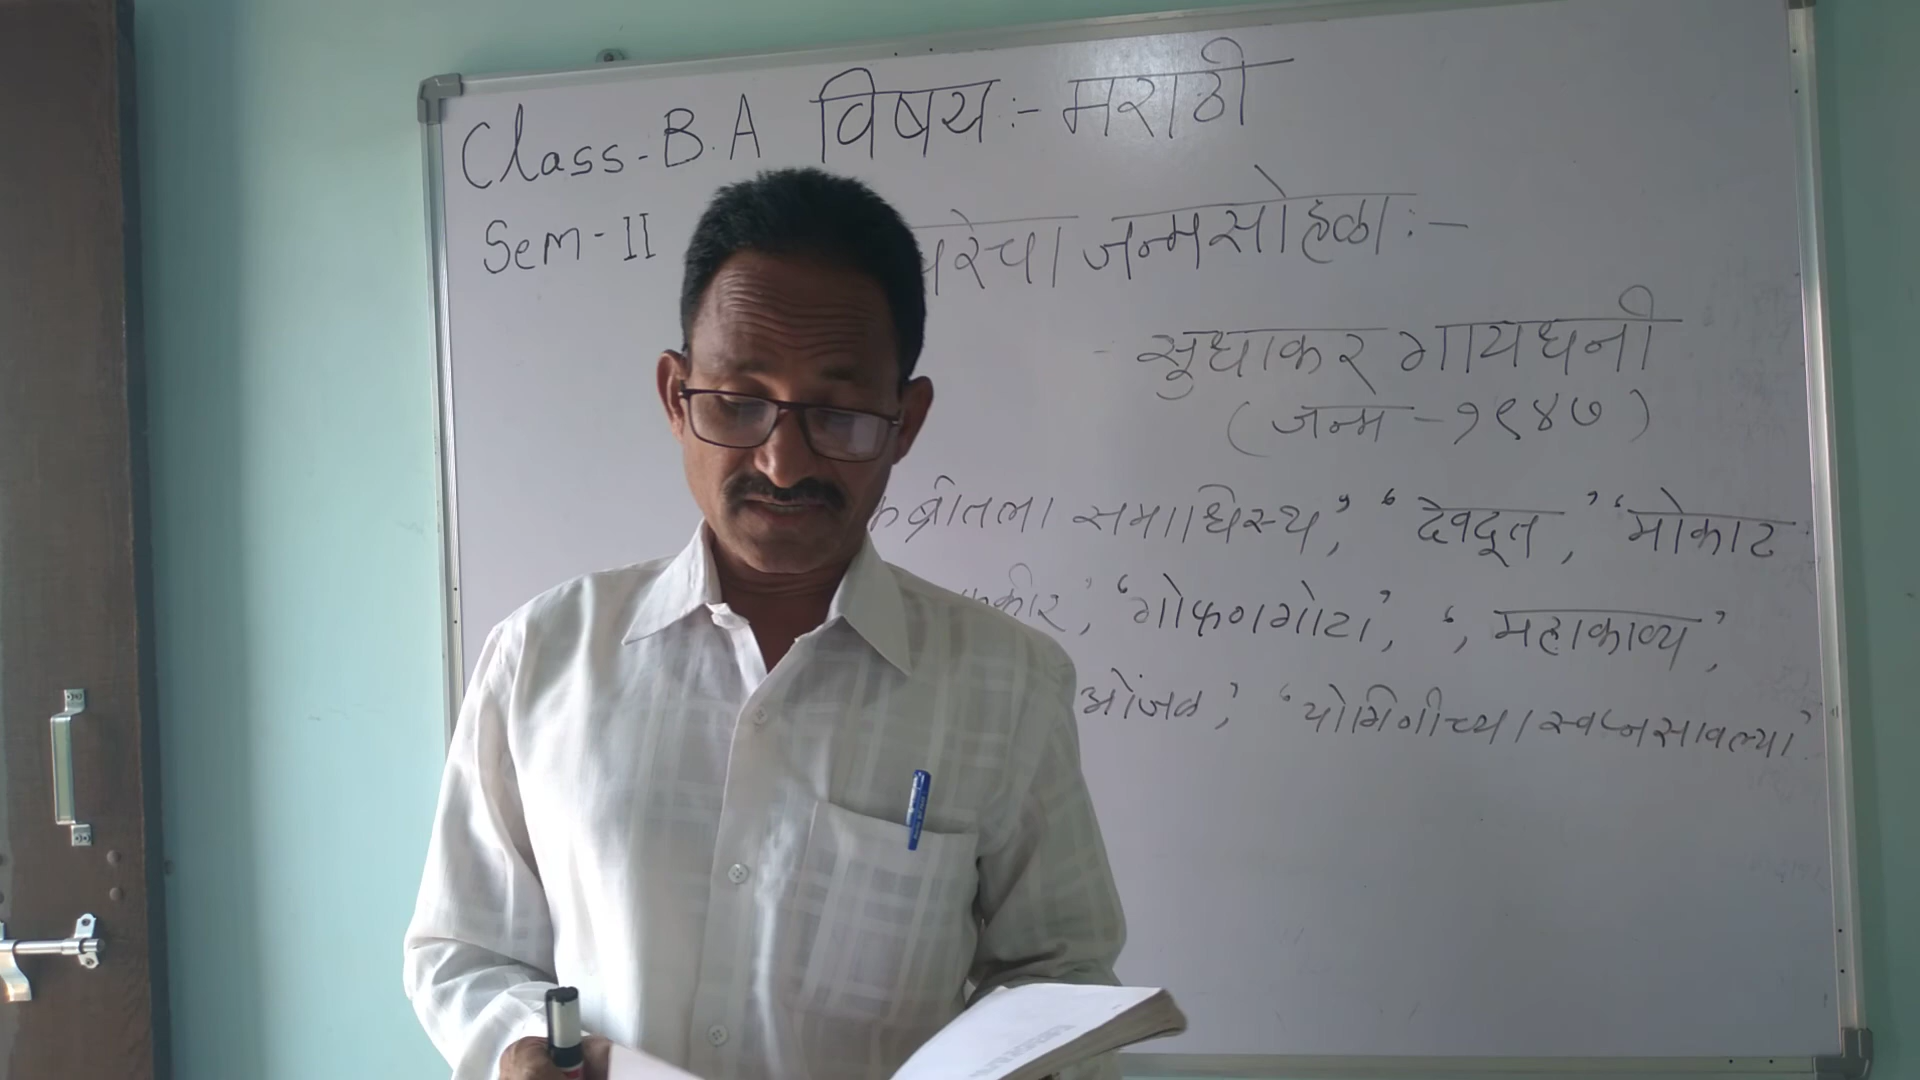 Class-B.A विषय:- मराठी
Sem-II जन्मसोहळा:-
- सुधाकर गायधनी
(जन्म - १९४७)
समाधिस्थ,' 'देवदूत,' 'मोकाट
'गोफणगोटा', ', महाकाव्य',
'योगिनीच्या स्वप्नसावल्या'